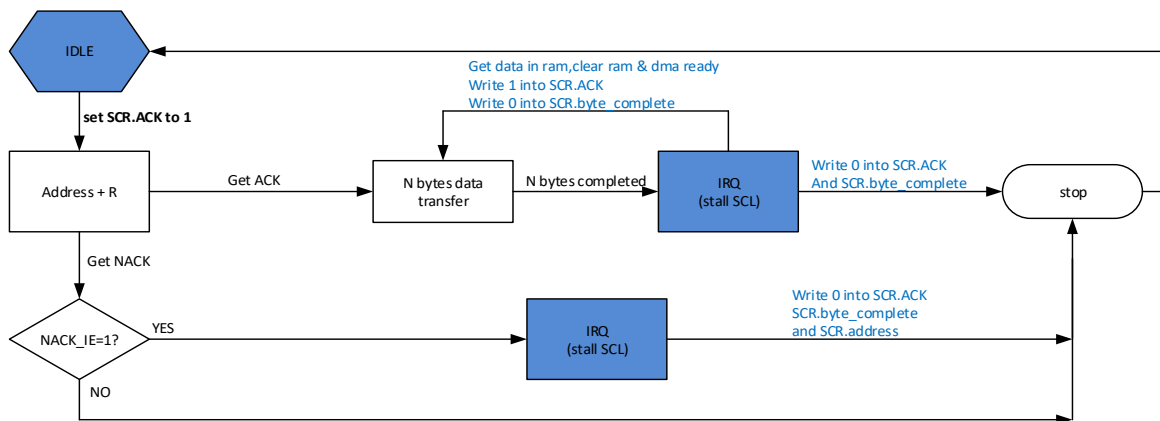 IDLE
Get data in ram,clear ram & dma ready
Write 1 into SCR.ACK
Write 0 into SCR.byte_complete
set SCR.ACK to 1
Address + R
Get ACK
N bytes data
transfer
N bytes completed
IRQ
(stall SCL)
Write 0 into SCR.ACK
And SCR.byte_complete
stop
Get NACK
NACK_IE=1?
YES
IRQ
(stall SCL)
Write 0 into SCR.ACK
SCR.byte_complete
and SCR.address
NO